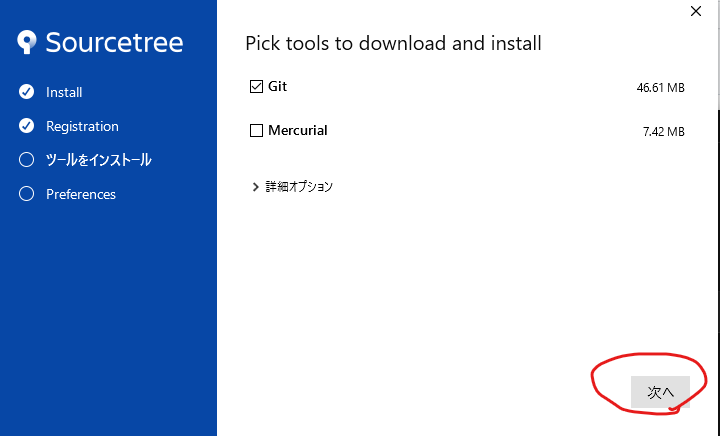 Sourcetree
Install
Registration
ツールをインストール
Preferences
Pick tools to download and install
Git 46.61 MB
Mercurial 7.42 MB
詳細オプション
次へ